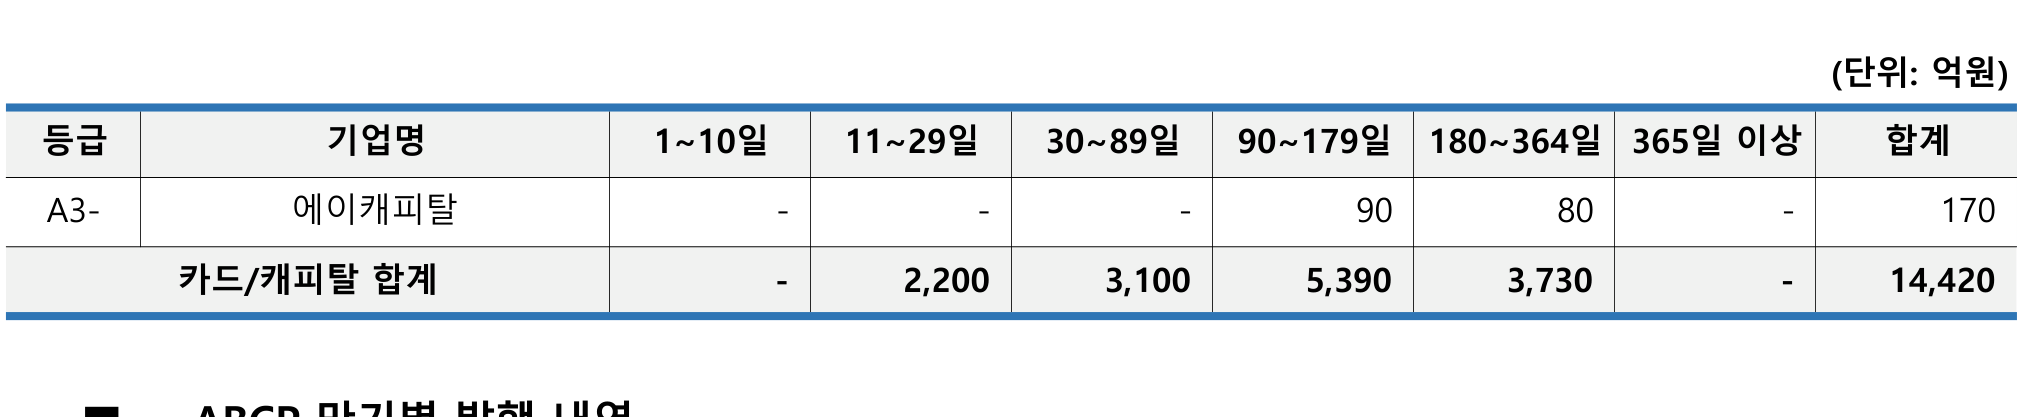 (단위: 억원)
등급 기업명 1~10일 11~29일 30~89일 90~179일 180~364일 365일 이상 합계
A3- 에이캐피탈 - - - 90 80 - 170
카드/캐피탈 합계 - 2,200 3,100 5,390 3,730 - 14,420
■ ABCP 만기별 발행 내역